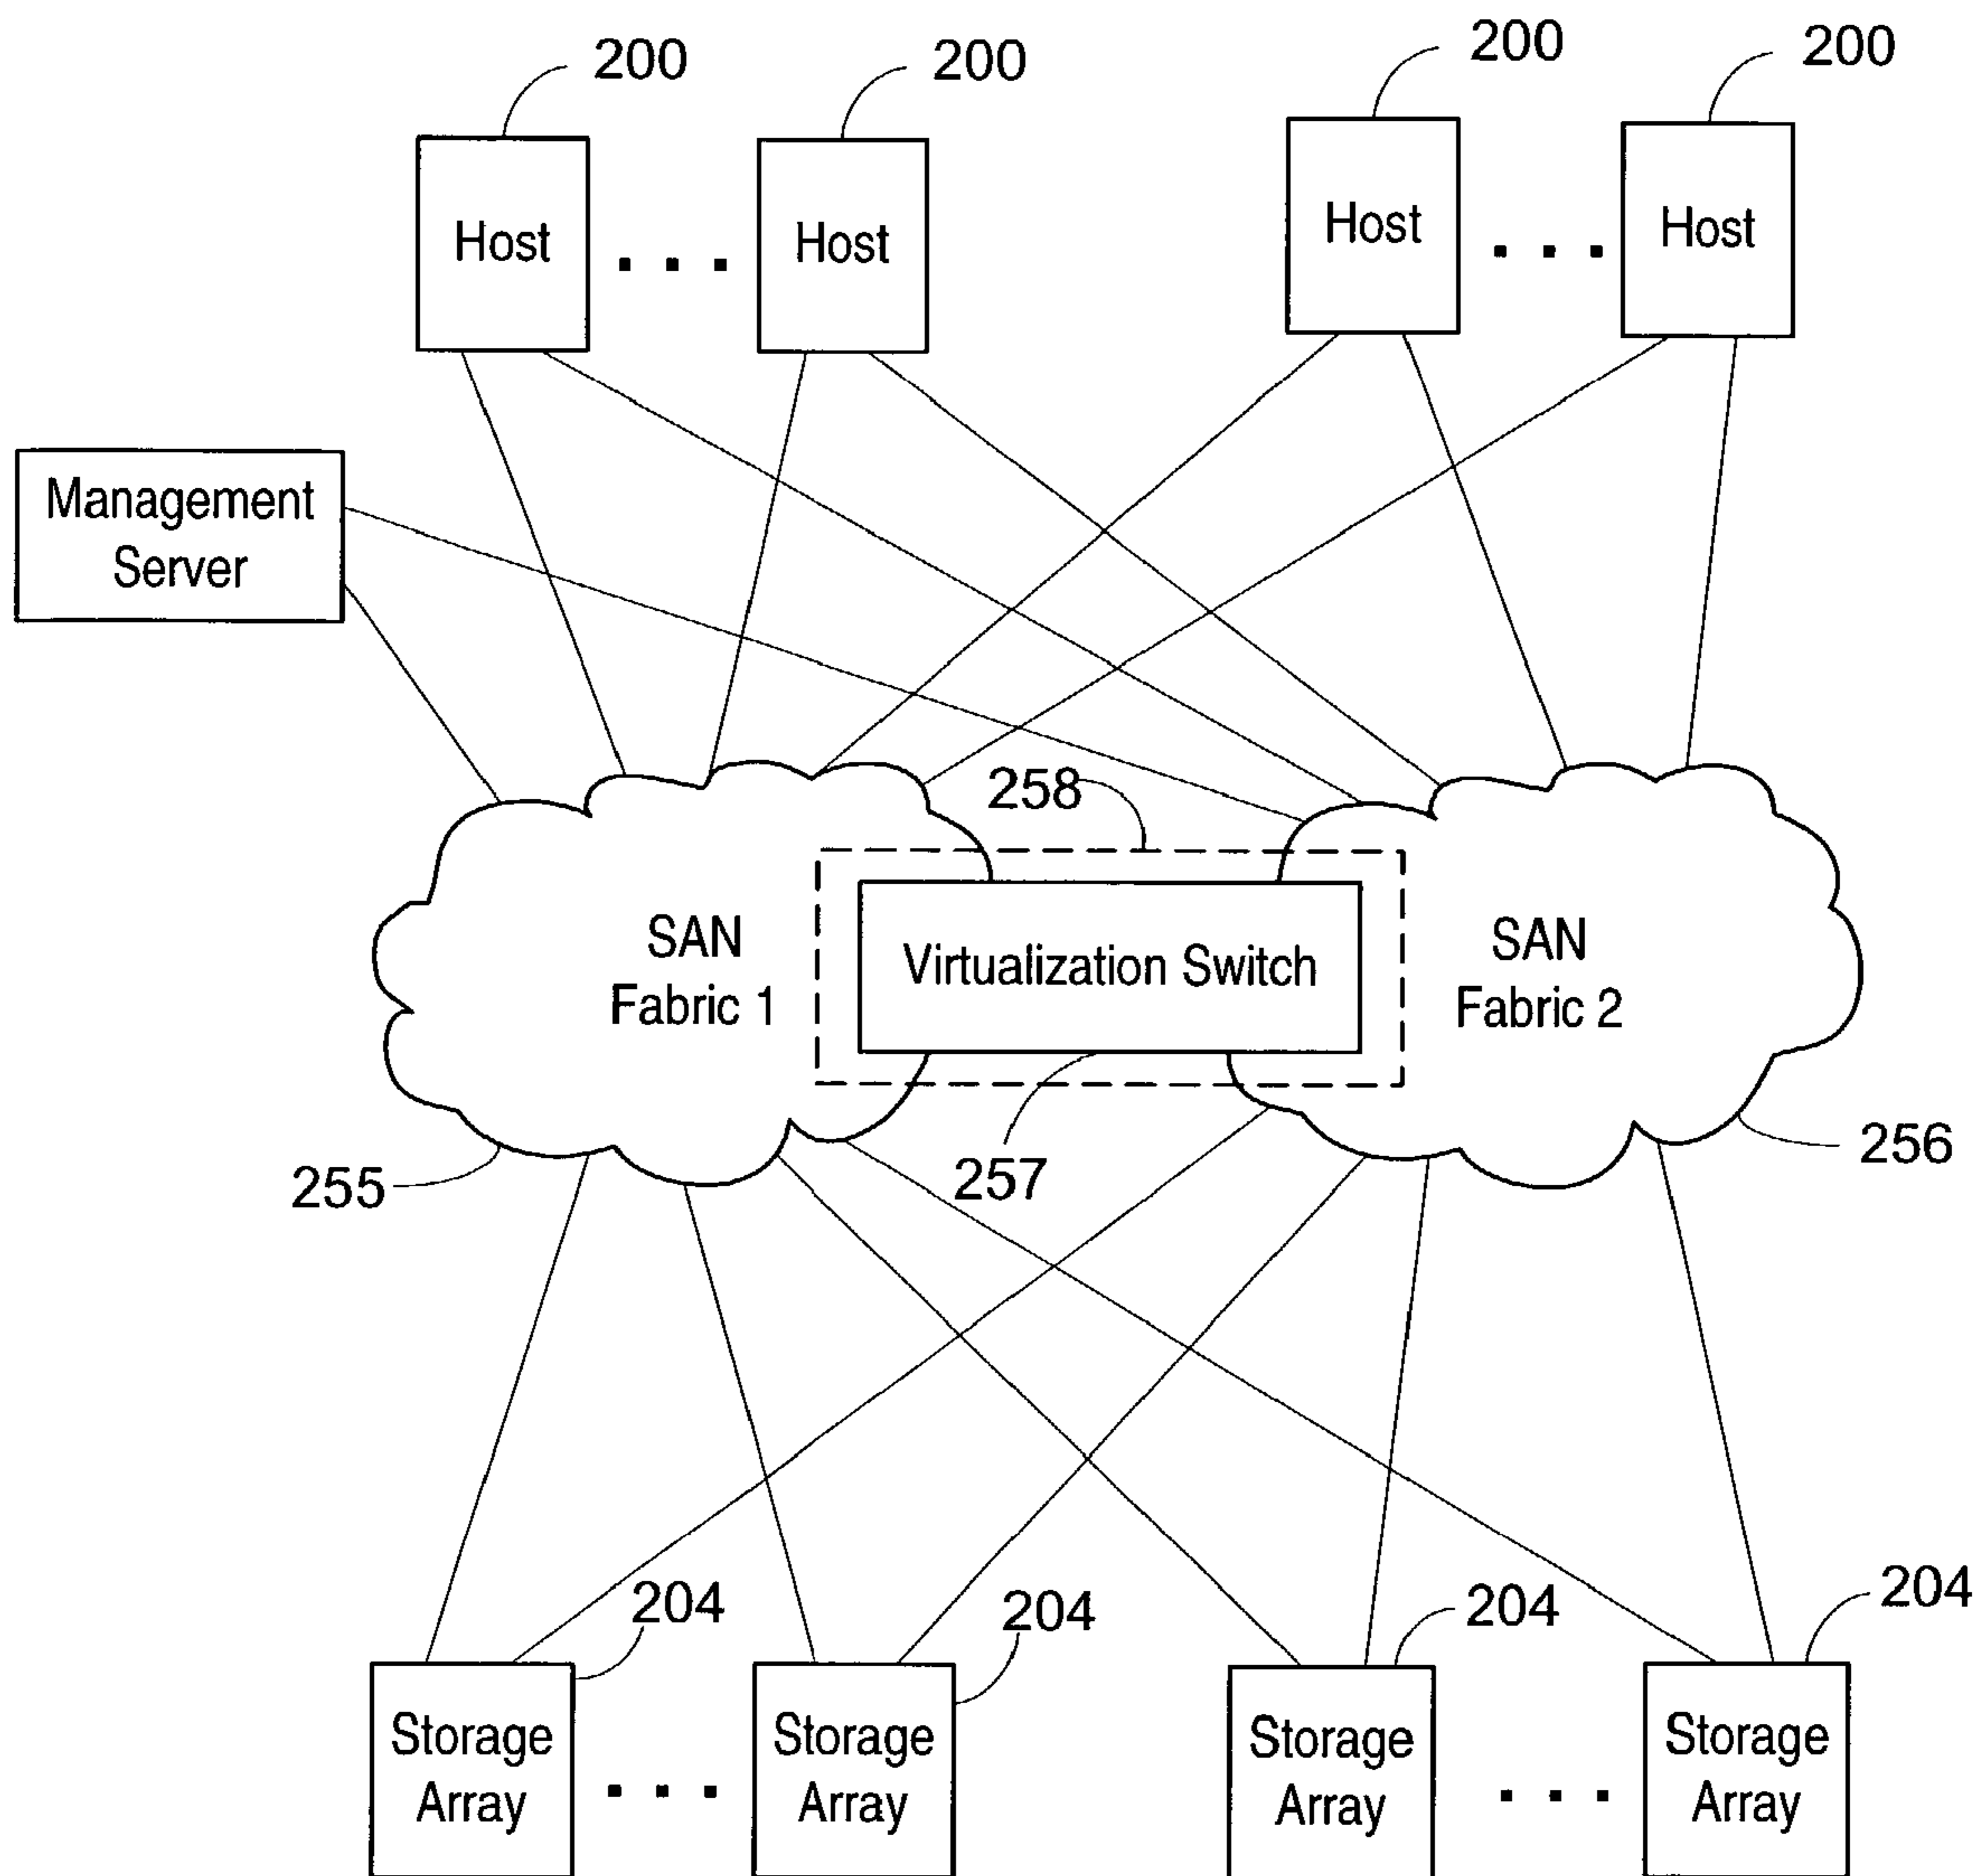 200
200
200
200
Host
. . .
Host
Host
. . .
Host
Management
Server
258
SAN
Fabric 1
Virtualization Switch
SAN
Fabric 2
255
257
256
204
204
204
204
Storage
Array
. . .
Storage
Array
Storage
Array
. . .
Storage
Array